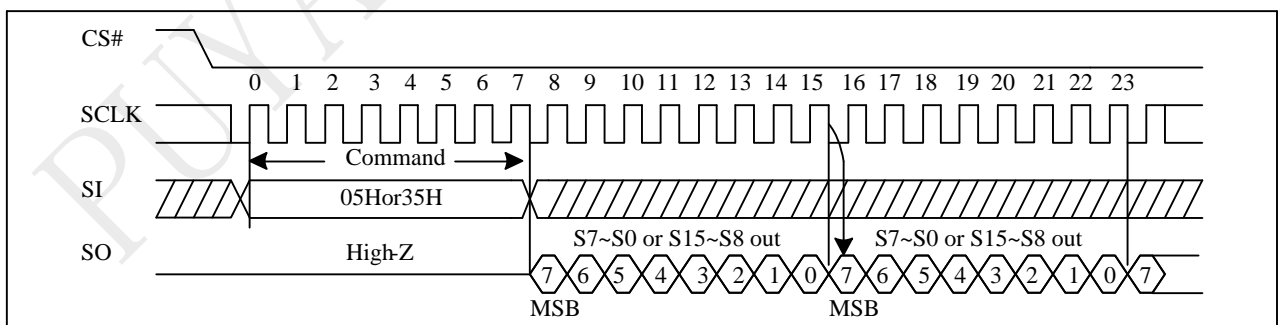 PUYA
CS#
0 1 2 3 4 5 6 7 8 9 10 11 12 13 14 15 16 17 18 19 20 21 22 23
SCLK
Command
SI
05Hor35H
S7~S0 or S15~S8 out S7~S0 or S15~S8 out
SO
High-Z
7 6 5 4 3 2 1 0 7 6 5 4 3 2 1 0 7
MSB MSB